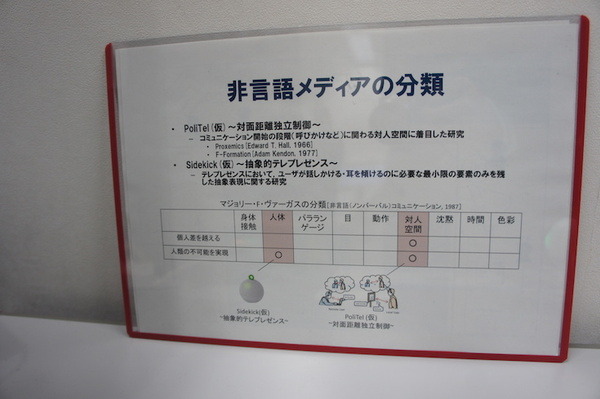 非言語メディアの分類
• PoliTel(仮) ～対面距離独立制御～
– コミュニケーション開始の段階(呼びかけなど)に関わる対人空間に着目した研究
• Proxemics [Edward T. Hall, 1966]
• F-Formation [Adam Kendon, 1977]
• Sidekick(仮) ～抽象的テレプレゼンス～
– テレプレゼンスにおいて、ユーザが話しかける・耳を傾けるのに必要な最小限の要素のみを残
した抽象表現に関する研究
マジョリー・F・ヴァーガスの分類[非言語(ノンバーバル)コミュニケーション, 1987]
身体接触 人体 パラランゲージ 目 動作 対人空間 沈黙 時間 色彩
個人差を越える ○
人類の不可能を実現 ○ ○
Sidekick(仮)
~抽象的テレプレゼンス~
PoliTel (仮)
~対面距離独立制御~